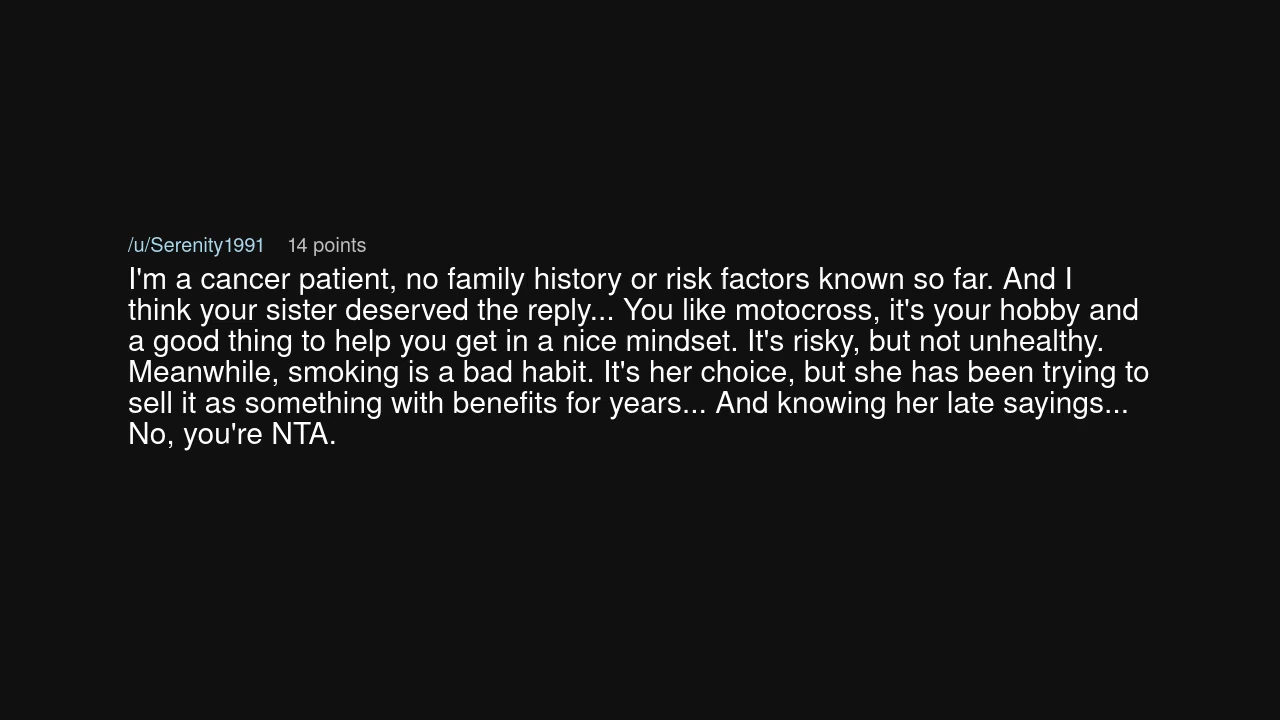 /u/Serenity1991 14 points
I'm a cancer patient, no family history or risk factors known so far. And I
think your sister deserved the reply... You like motocross, it's your hobby and
a good thing to help you get in a nice mindset. It's risky, but not unhealthy.
Meanwhile, smoking is a bad habit. It's her choice, but she has been trying to
sell it as something with benefits for years... And knowing her late sayings...
No, you're NTA.